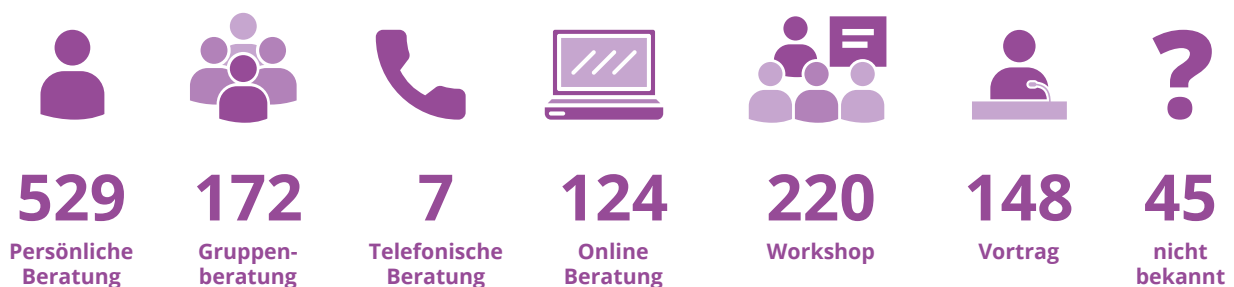 529
Persönliche
Beratung
172
Gruppen-
beratung
7
Telefonische
Beratung
124
Online
Beratung
220
Workshop
148
Vortrag
?
45
nicht
bekannt